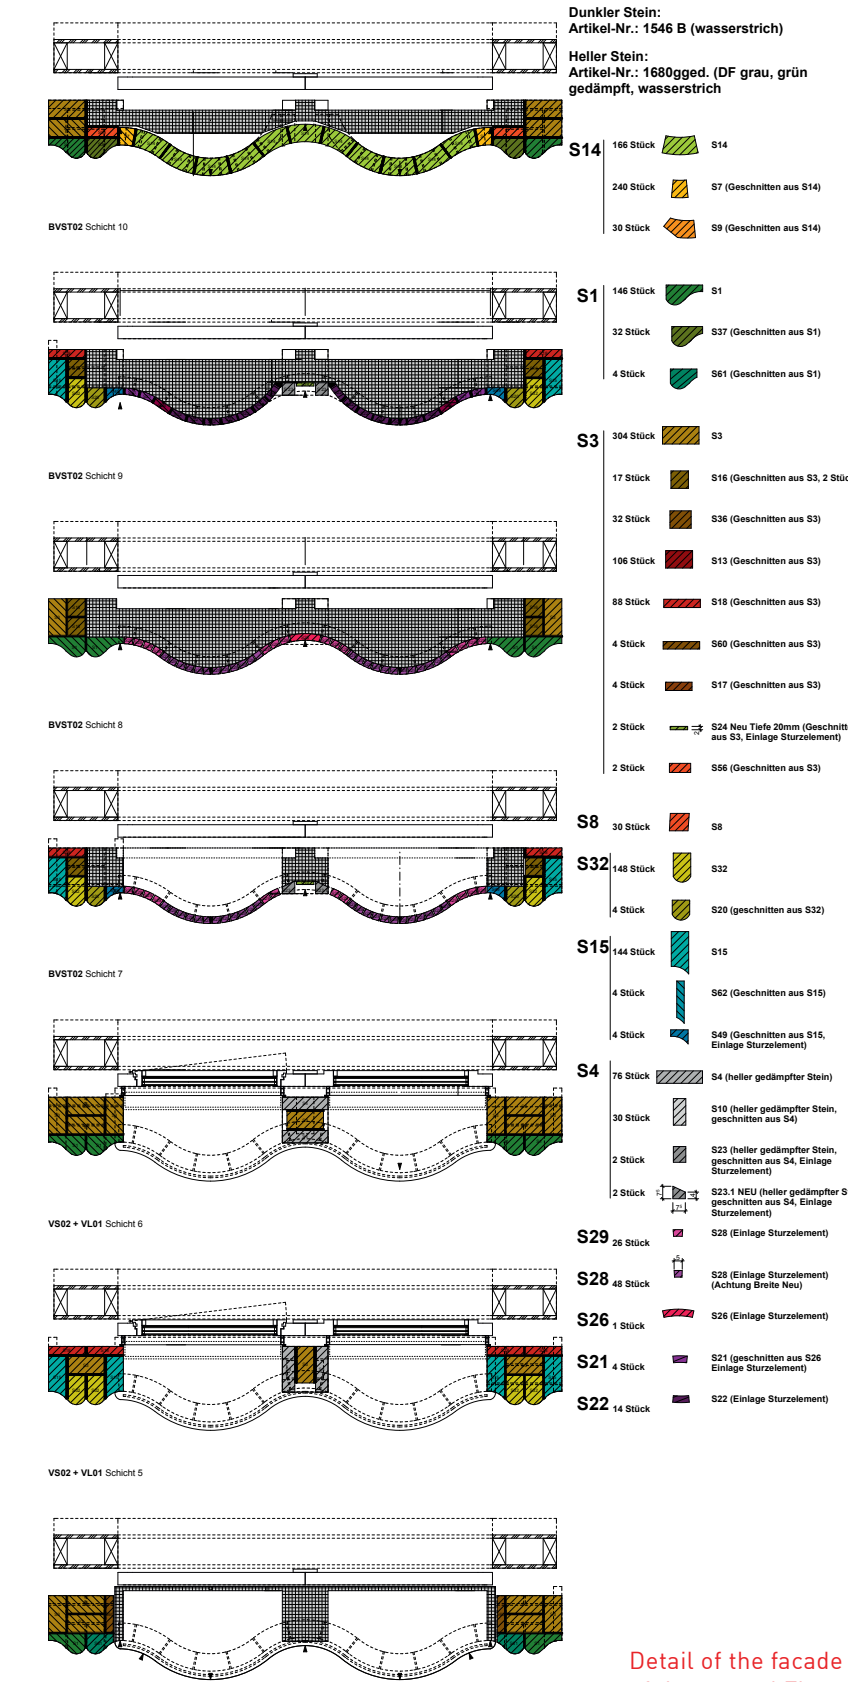 Dunkler Stein:
Artikel-Nr.: 1546 B (wasserstrich)
Heller Stein:
Artikel-Nr.: 1680gged. (DF grau, grün
gedämpft, wasserstrich
S14
166 Stück S14
240 Stück S7 (Geschnitten aus S14)
30 Stück S9 (Geschnitten aus S14)
BVST02 Schicht 10
S1
146 Stück S1
32 Stück S37 (Geschnitten aus S1)
4 Stück S61 (Geschnitten aus S1)
BVST02 Schicht 9
S3
304 Stück S3
17 Stück S16 (Geschnitten aus S3, 2 Stüc
32 Stück S36 (Geschnitten aus S3)
106 Stück S13 (Geschnitten aus S3)
88 Stück S18 (Geschnitten aus S3)
4 Stück S60 (Geschnitten aus S3)
4 Stück S17 (Geschnitten aus S3)
2 Stück S24 Neu Tiefe 20mm (Geschnitte
aus S3, Einlage Sturzelement)
2 Stück S56 (Geschnitten aus S3)
BVST02 Schicht 8
S8 30 Stück S8
S32
148 Stück S32
4 Stück S20 (geschnitten aus S32)
S15
144 Stück S15
4 Stück S62 (Geschnitten aus S15)
4 Stück S49 (Geschnitten aus S15,
Einlage Sturzelement)
BVST02 Schicht 7
S4
76 Stück S4 (heller gedämpfter Stein)
30 Stück S10 (heller gedämpfter Stein,
geschnitten aus S4)
2 Stück S23 (heller gedämpfter Stein,
geschnitten aus S4, Einlage
Sturzelement)
2 Stück S23.1 NEU (heller gedämpfter S
geschnitten aus S4, Einlage
Sturzelement)
VS02 + VL01 Schicht 6
S29 26 Stück S28 (Einlage Sturzelement)
S28 48 Stück S28 (Einlage Sturzelement)
(Achtung Breite Neu)
S26 1 Stück S26 (Einlage Sturzelement)
S21 4 Stück S21 (geschnitten aus S26
Einlage Sturzelement)
S22 14 Stück S22 (Einlage Sturzelement)
VS02 + VL01 Schicht 5
Detail of the facade